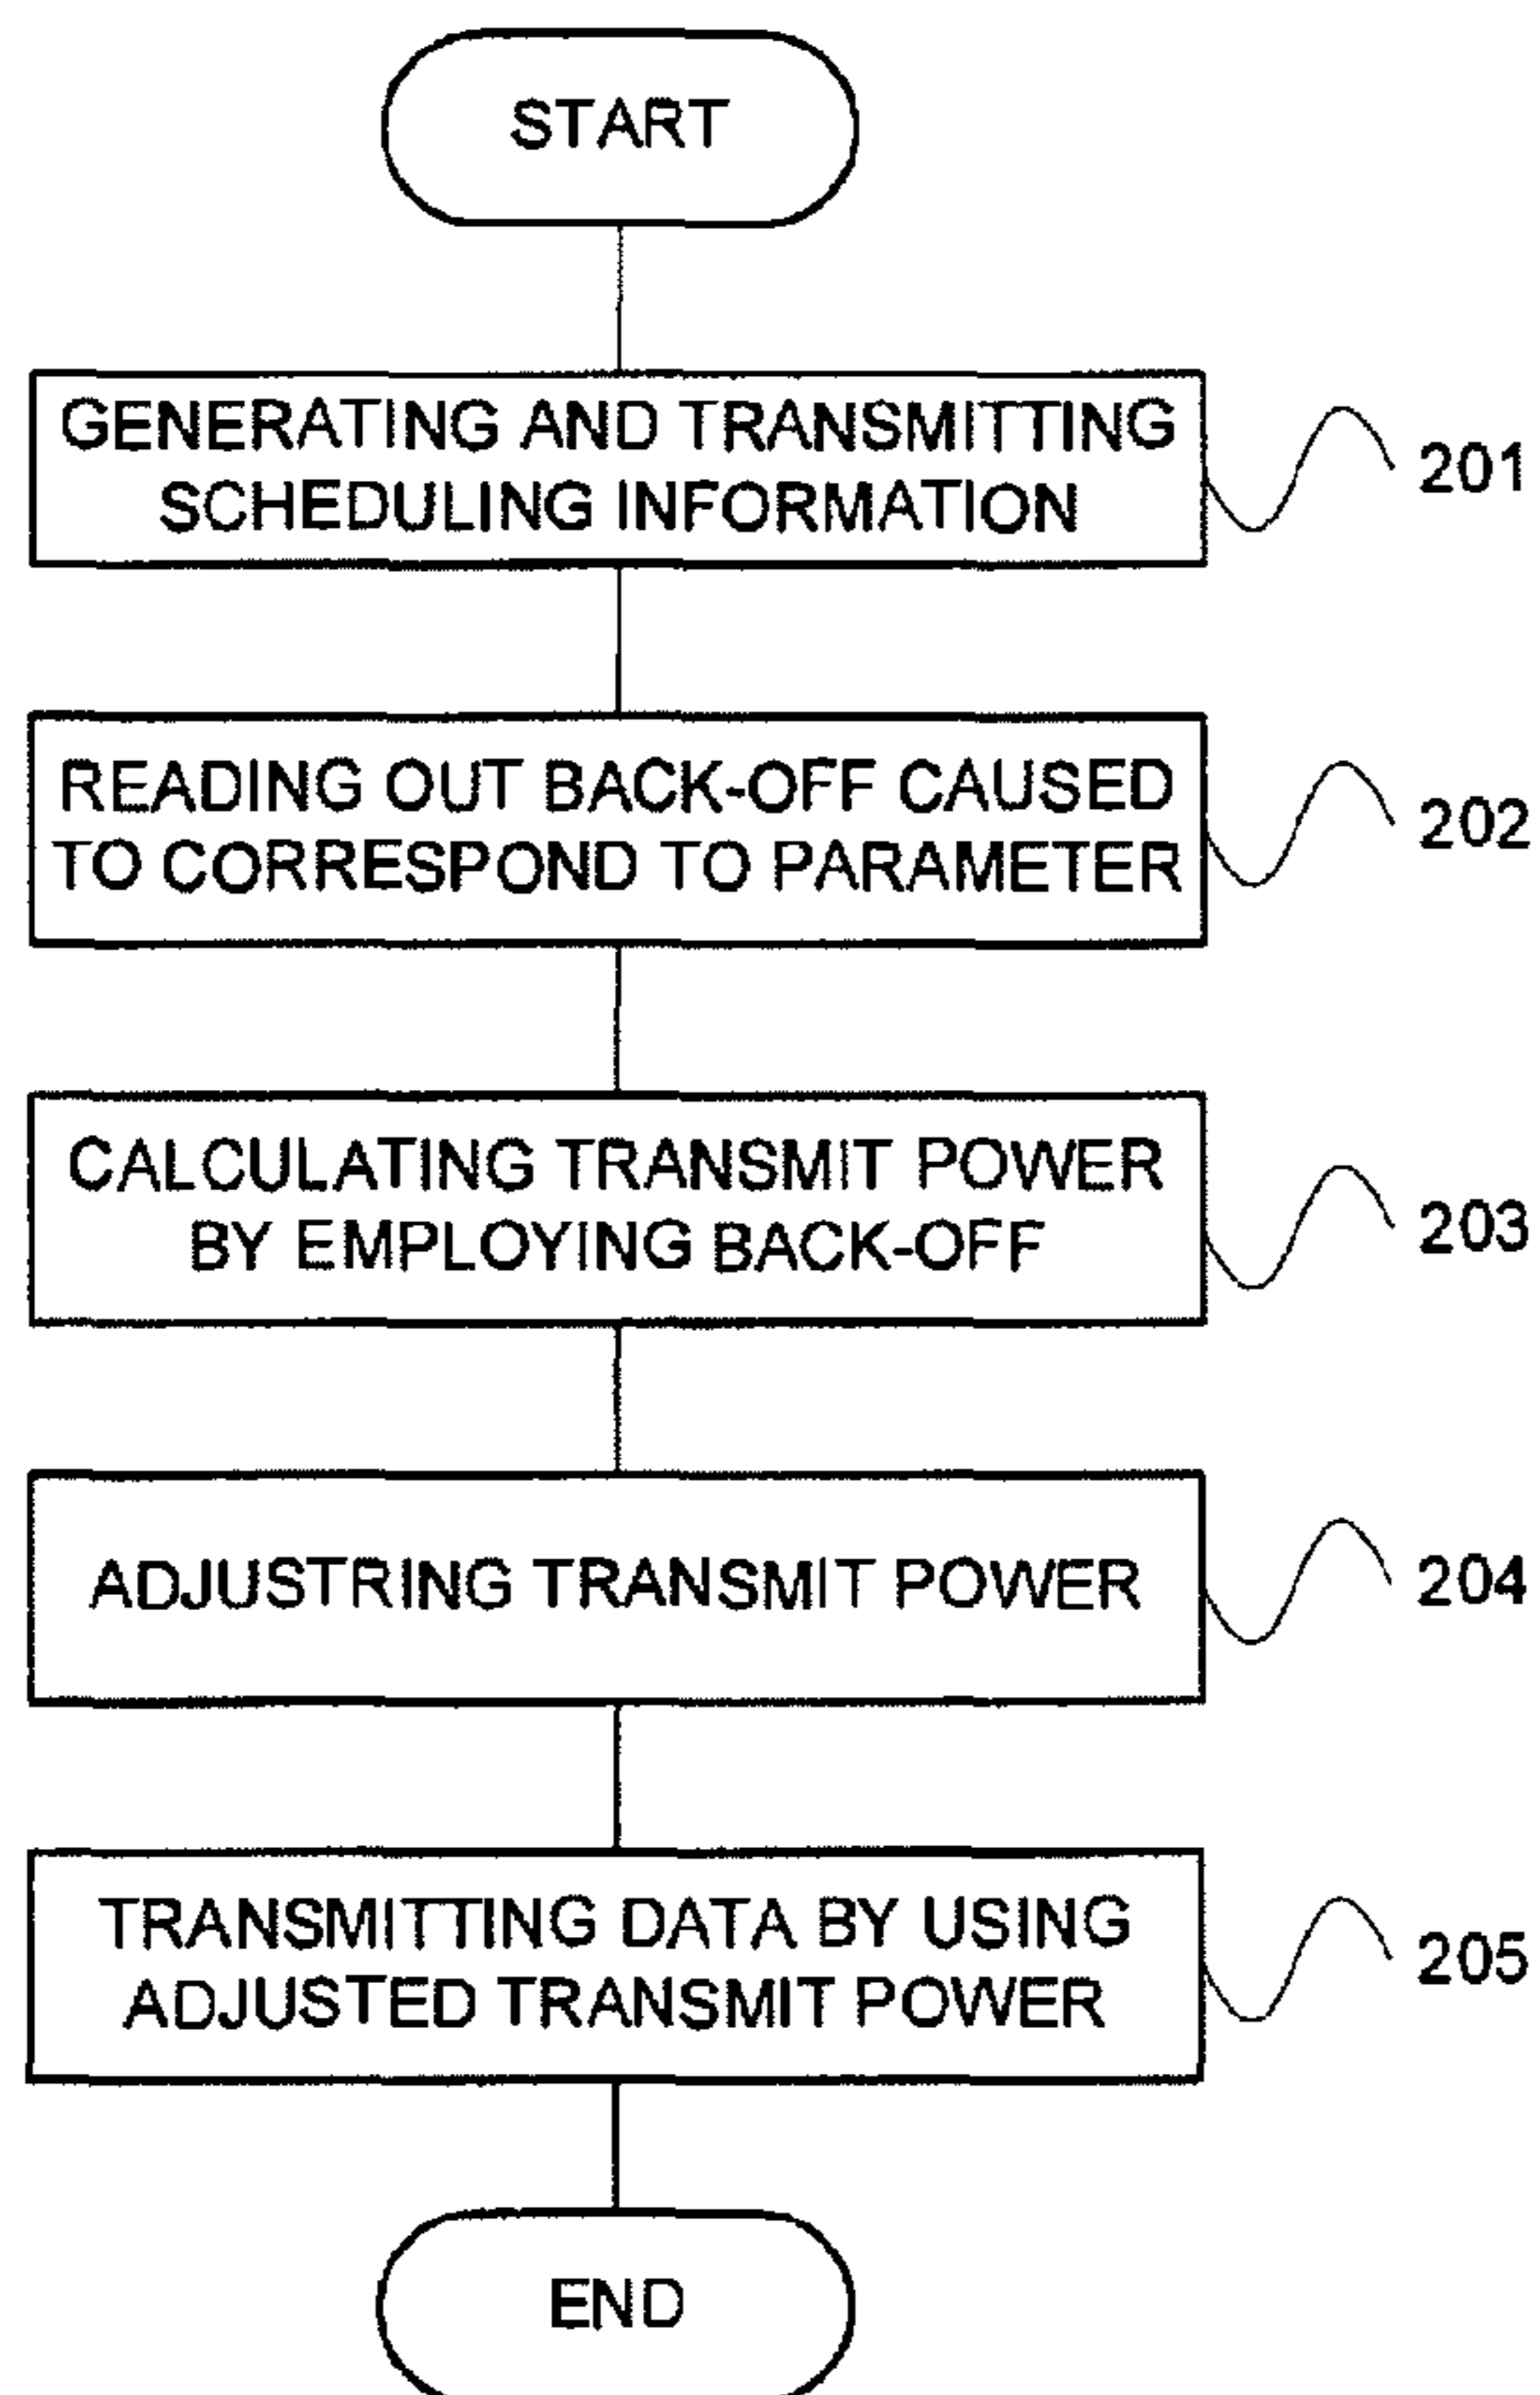 START
GENERATING AND TRANSMITTING
SCHEDULING INFORMATION
201
READING OUT BACK-OFF CAUSED
TO CORRESPOND TO PARAMETER
202
CALCULATING TRANSMIT POWER
BY EMPLOYING BACK-OFF
203
ADJUSTRING TRANSMIT POWER
204
TRANSMITTING DATA BY USING
ADJUSTED TRANSMIT POWER
205
END